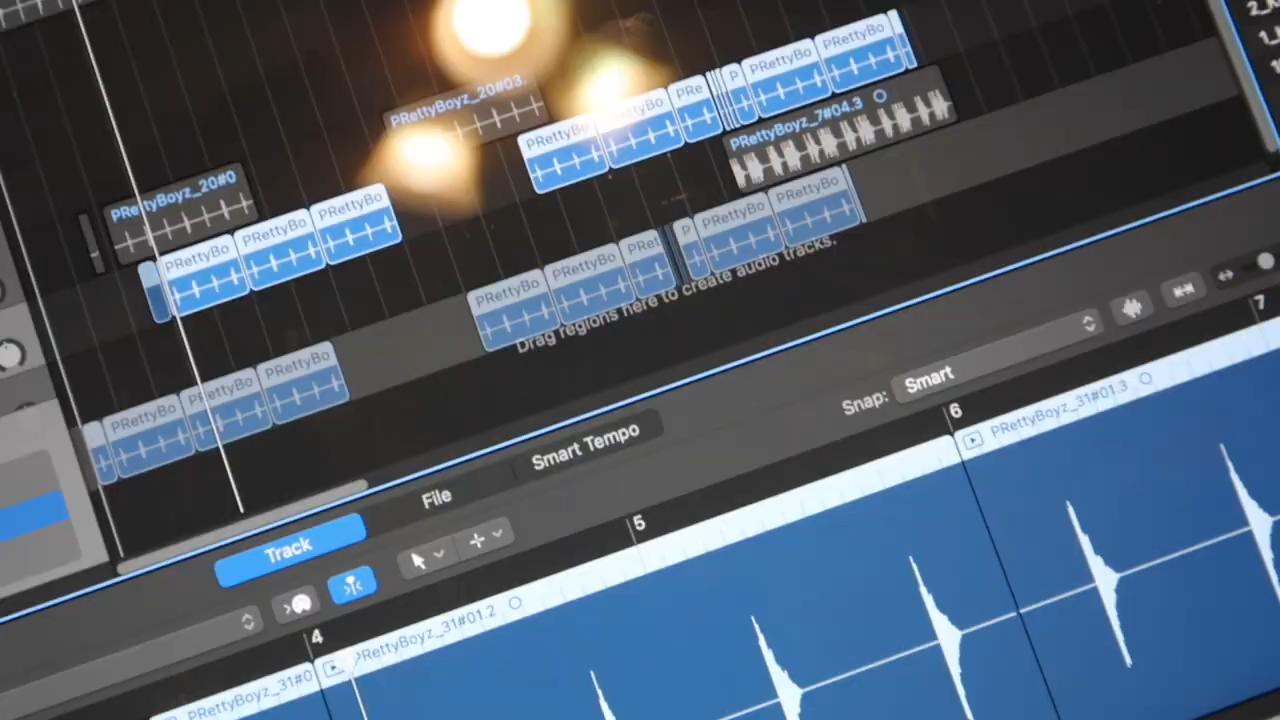 PRettyBoyz_20#03.
PRettyBo
PRettyBo
PRe
P
PRettyBo
PRettyBo
PRettyBoyz_7#04.3
PRettyBoyz_20#0
PRettyBo
PRettyBo
PRettyBo
PRettyBo
PRettyBo
PRet
P
PRettyBo
PRettyBo
Drag regions here to create audio tracks.
PRettyBo
PRettyBo
PRettyBo
Track
File
Smart Tempo
Snap:
Smart
4
5
6
7
PRettyBoyz_31#0
PRettyBoyz_31#01.2
PRettyBoyz_31#01.3